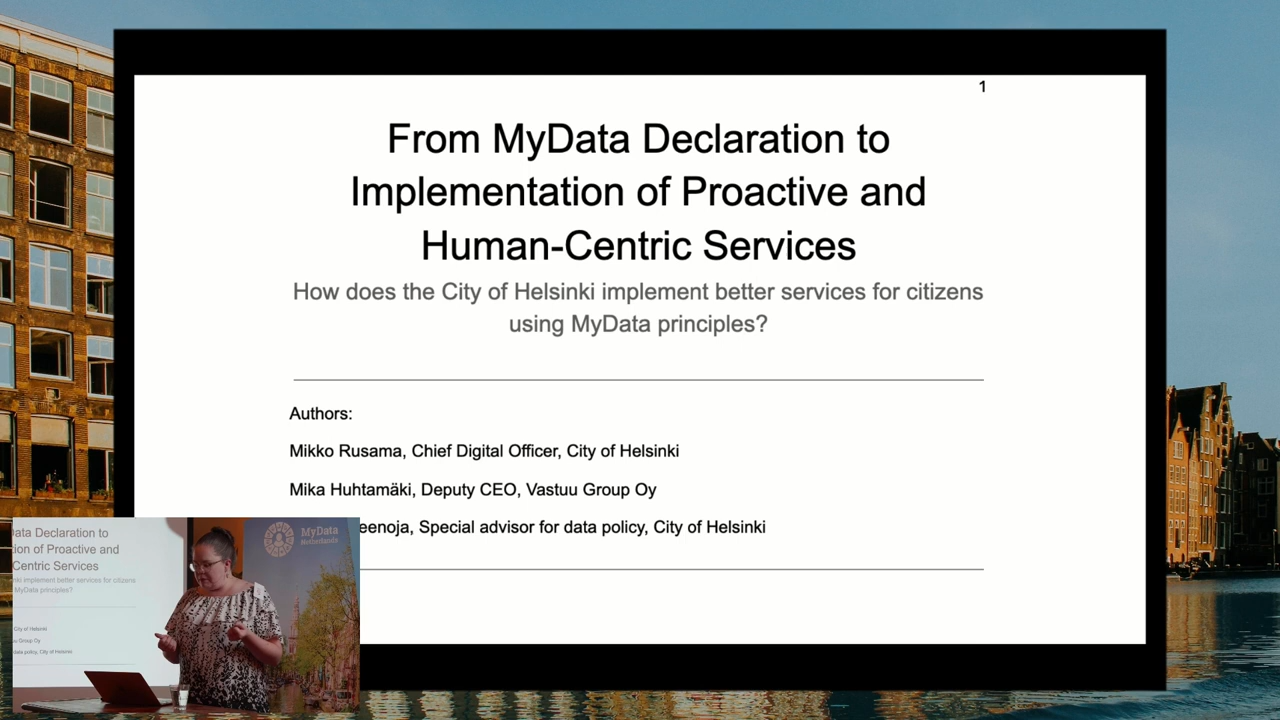 1
From MyData Declaration to
Implementation of Proactive and
Human-Centric Services
How does the City of Helsinki implement better services for citizens
using MyData principles?
Authors:
Mikko Rusama, Chief Digital Officer, City of Helsinki
Mika Huhtamäki, Deputy CEO, Vastuu Group Oy
eenoja, Special advisor for data policy, City of Helsinki
ata Declaration to
ion of Proactive and
Centric Services
nki implement better services for citizens
MyData principles?
City of Helsinki
Group Oy
data policy, City of Helsinki
MyData
Netherlands